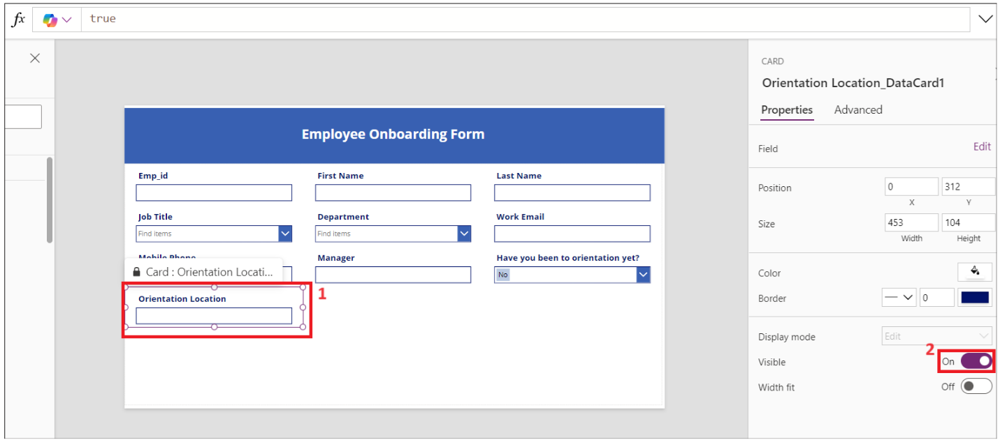 fx true
CARD
Orientation Location_DataCard1
Properties Advanced
Field Edit
Position 0 312
X Y
Size 453 104
Width Height
Color
Border 0
Display mode Edit
2
Visible On
Width fit Off
Employee Onboarding Form
Emp_id First Name Last Name
Job Title Department Work Email
Find items Find items
Mobile Phone Manager Have you been to orientation yet?
Card : Orientation Locati... No
1
Orientation Location